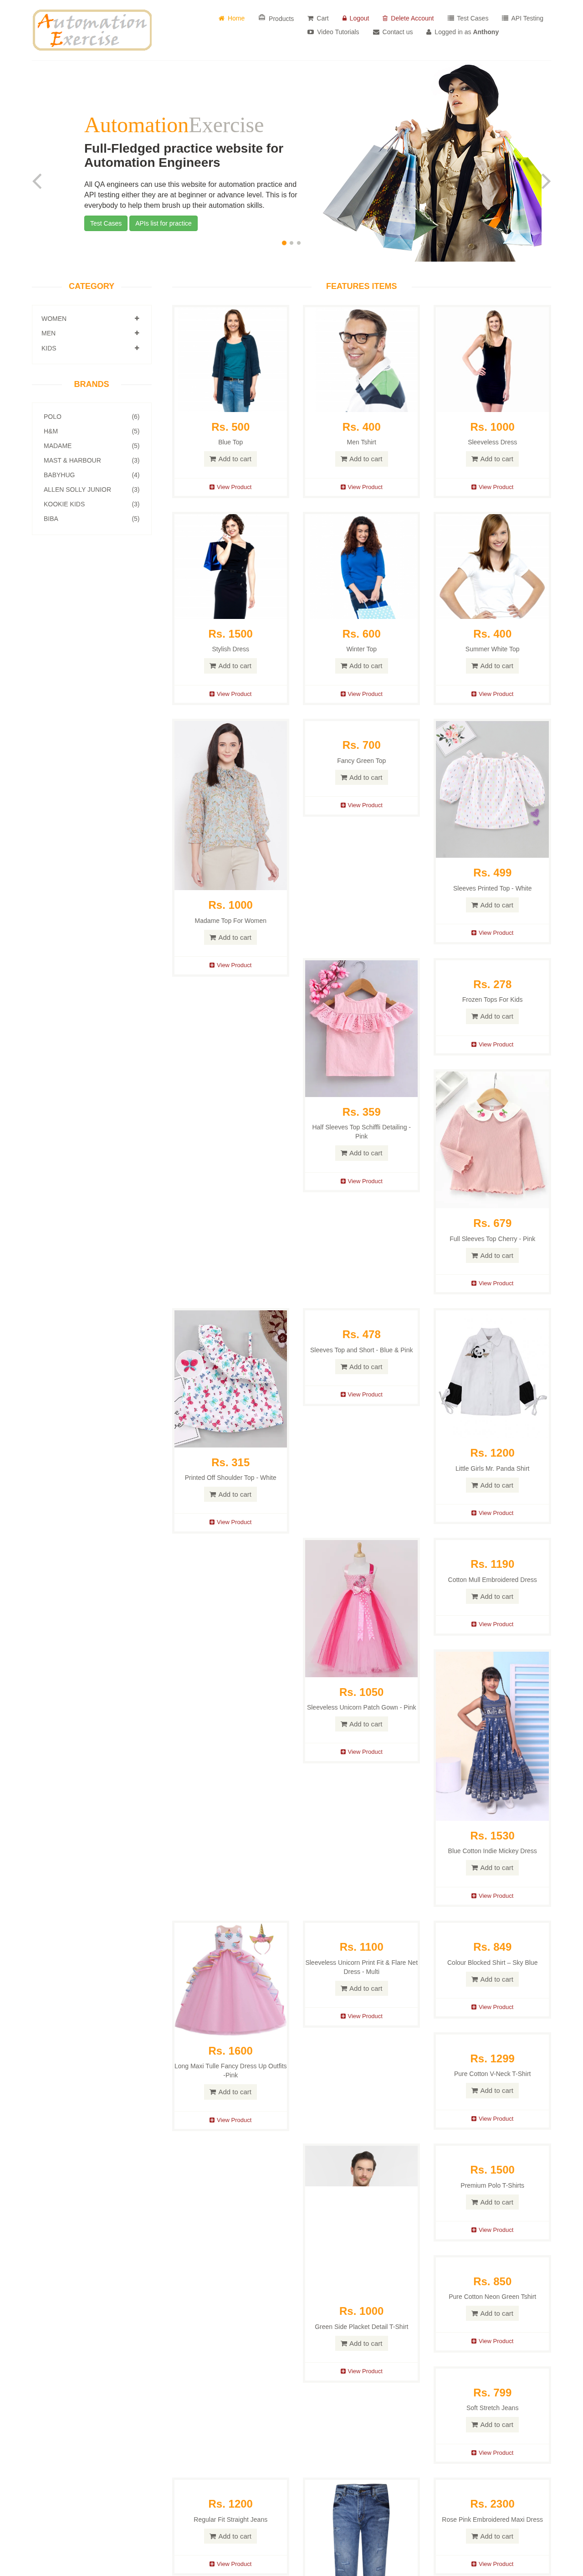 Automation
Exercise
Home
Products
Cart
Logout
Delete Account
Test Cases
API Testing
Video Tutorials
Contact us
Logged in as Anthony
AutomationExercise
Full-Fledged practice website for
Automation Engineers
All QA engineers can use this website for automation practice and
API testing either they are at beginner or advance level. This is for
everybody to help them brush up their automation skills.
Test Cases
APIs list for practice
CATEGORY
WOMEN
MEN
KIDS
BRANDS
POLO (6)
H&M (5)
MADAME (5)
MAST & HARBOUR (3)
BABYHUG (4)
ALLEN SOLLY JUNIOR (3)
KOOKIE KIDS (3)
BIBA (5)
FEATURES ITEMS
Rs. 500
Blue Top
Add to cart
View Product
Rs. 400
Men Tshirt
Add to cart
View Product
Rs. 1000
Sleeveless Dress
Add to cart
View Product
Rs. 1500
Stylish Dress
Add to cart
View Product
Rs. 600
Winter Top
Add to cart
View Product
Rs. 400
Summer White Top
Add to cart
View Product
Rs. 1000
Madame Top For Women
Add to cart
View Product
Rs. 700
Fancy Green Top
Add to cart
View Product
Rs. 499
Sleeves Printed Top - White
Add to cart
View Product
Rs. 359
Half Sleeves Top Schiffli Detailing -
Pink
Add to cart
View Product
Rs. 278
Frozen Tops For Kids
Add to cart
View Product
Rs. 679
Full Sleeves Top Cherry - Pink
Add to cart
View Product
Rs. 315
Printed Off Shoulder Top - White
Add to cart
View Product
Rs. 478
Sleeves Top and Short - Blue & Pink
Add to cart
View Product
Rs. 1200
Little Girls Mr. Panda Shirt
Add to cart
View Product
Rs. 1050
Sleeveless Unicorn Patch Gown - Pink
Add to cart
View Product
Rs. 1190
Cotton Mull Embroidered Dress
Add to cart
View Product
Rs. 1530
Blue Cotton Indie Mickey Dress
Add to cart
View Product
Rs. 1600
Long Maxi Tulle Fancy Dress Up Outfits
-Pink
Add to cart
View Product
Rs. 1100
Sleeveless Unicorn Print Fit & Flare Net
Dress - Multi
Add to cart
View Product
Rs. 849
Colour Blocked Shirt – Sky Blue
Add to cart
View Product
Rs. 1299
Pure Cotton V-Neck T-Shirt
Add to cart
View Product
Rs. 1000
Green Side Placket Detail T-Shirt
Add to cart
View Product
Rs. 1500
Premium Polo T-Shirts
Add to cart
View Product
Rs. 850
Pure Cotton Neon Green Tshirt
Add to cart
View Product
Rs. 799
Soft Stretch Jeans
Add to cart
View Product
Rs. 1200
Regular Fit Straight Jeans
Add to cart
View Product
Rs. 2300
Rose Pink Embroidered Maxi Dress
Add to cart
View Product